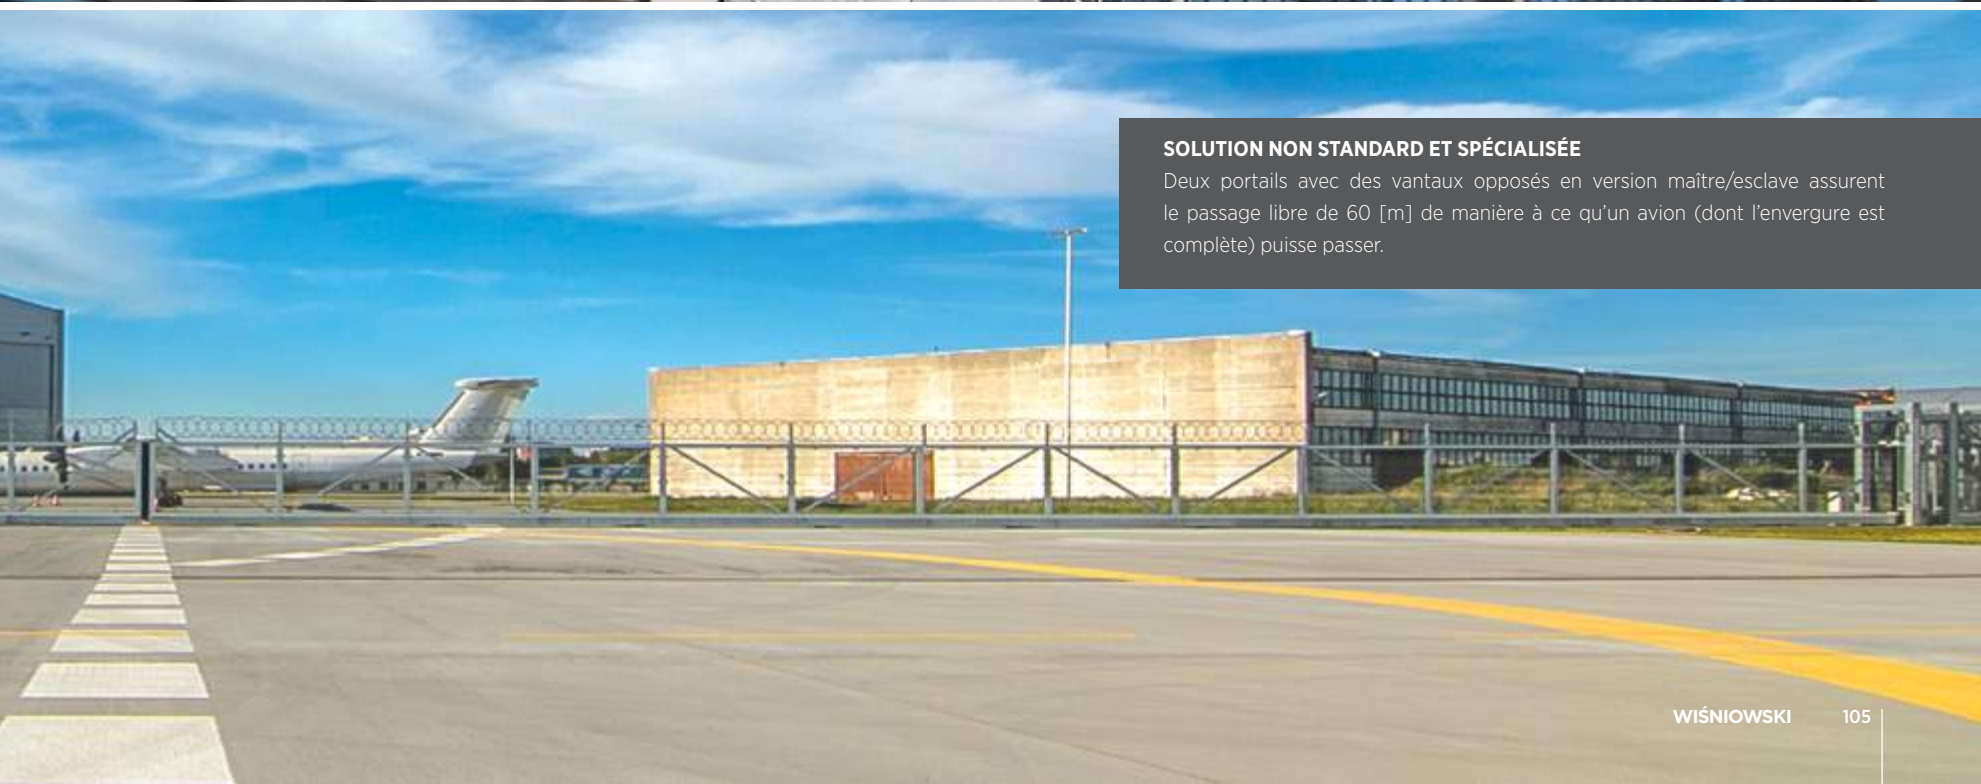 SOLUTION NON STANDARD ET SPÉCIALISÉE
Deux portails avec des vantaux opposés en version maître/esclave assurent
le passage libre de 60 [m] de manière à ce qu'un avion (dont l'envergure est
complète) puisse passer.
WIŚNIOWSKI 105